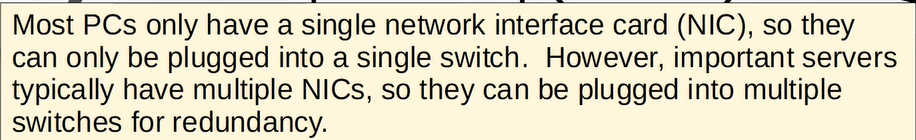 Most PCs only have a single network interface card (NIC), so they
can only be plugged into a single switch.  However, important servers
typically have multiple NICs, so they can be plugged into multiple
switches for redundancy.